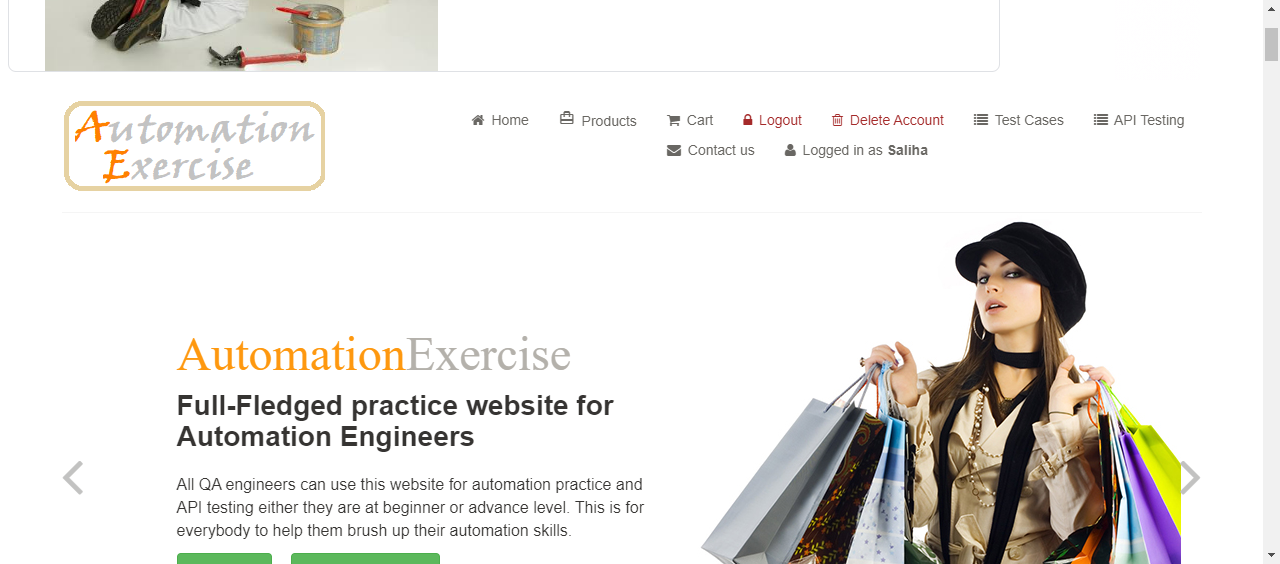 Automation
Exercise
Home Products Cart Logout Delete Account Test Cases API Testing
Contact us Logged in as Saliha
AutomationExercise
Full-Fledged practice website for
Automation Engineers
All QA engineers can use this website for automation practice and
API testing either they are at beginner or advance level. This is for
everybody to help them brush up their automation skills.